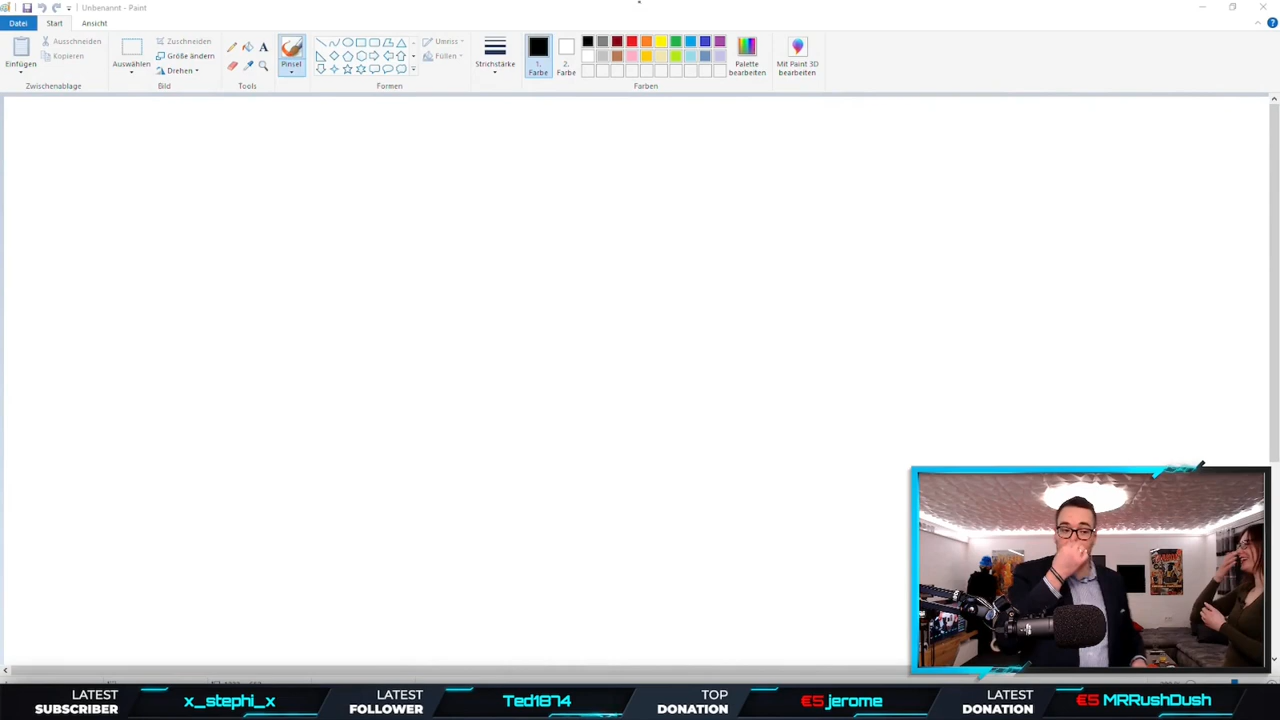 Unbenannt - Paint
Datei Start Ansicht
Einfügen
Ausschneiden
Kopieren
Zwischenablage
Auswählen
Zuschneiden
Größe ändern
Drehen
Bild
A
Tools
Pinsel
Umriss
Füllen
Formen
Strichstärke
1.
Farbe
2.
Farbe
Palette
bearbeiten
Farben
Mit Paint 3D
bearbeiten
LATEST
SUBSCRIBER
x_stephi_x
LATEST
FOLLOWER
Ted1874
TOP
DONATION
€5 jerome
LATEST
DONATION
€5 MRRushDush